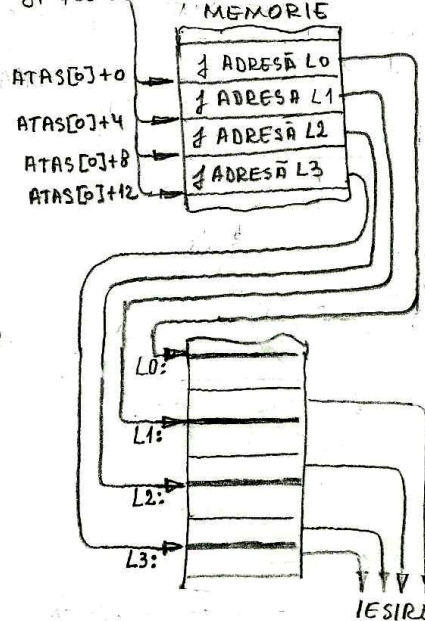 MEMORIE
j ADRESĂ L0
j ADRESA L1
j ADRESĂ L2
j ADRESĂ L3
ATAS[0]+0
ATAS[0]+4
ATAS[0]+8
ATAS[0]+12
L0:
L1:
L2:
L3: